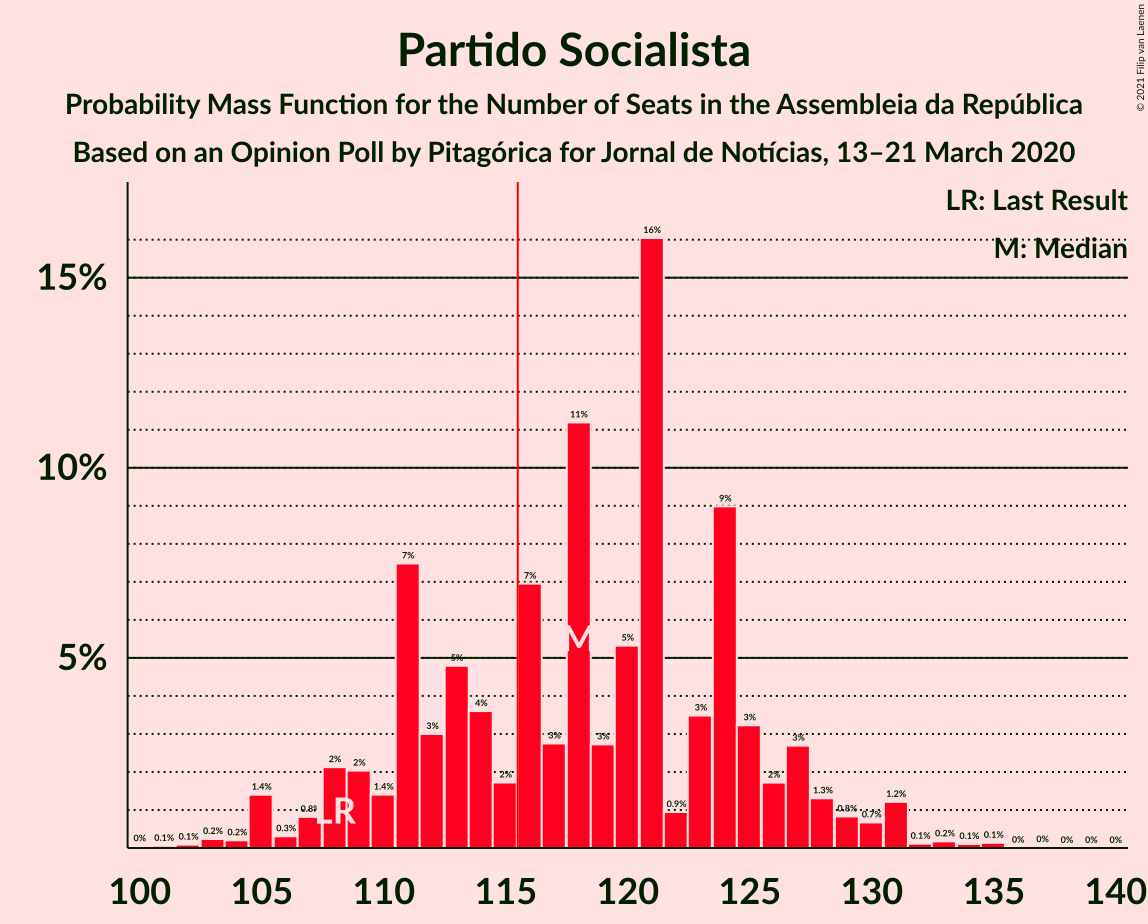 Partido Socialista
Probability Mass Function for the Number of Seats in the Assembleia da República
Based on an Opinion Poll by Pitagórica for Jornal de Notícias, 13–21 March 2020
© 2021 Filip van Laenen
LR: Last Result
M: Median
15%
10%
5%
0% 0.1% 0.1% 0.2% 0.2% 1.4% 0.3% 0.8% 2% 2% 1.4% 7% 3% 5% 4% 2% 7% 3% 11% 3% 5% 16% 0.9% 3% 9% 3% 2% 3% 1.3% 0.8% 0.7% 1.2% 0.1% 0.2% 0.1% 0.1% 0% 0% 0% 0% 0%
M
LR
100 105 110 115 120 125 130 135 140